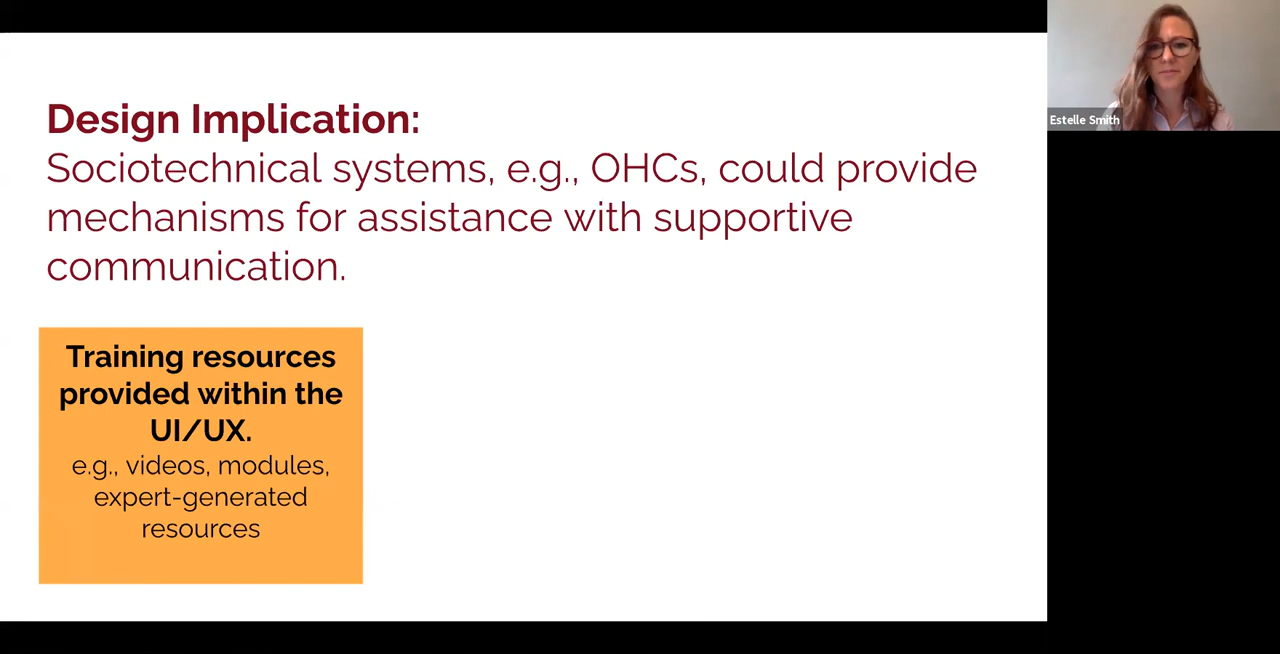 Design Implication:
Sociotechnical systems, e.g., OHCs, could provide
mechanisms for assistance with supportive
communication.
Training resources
provided within the
UI/UX.
e.g., videos, modules,
expert-generated
resources
Estelle Smith